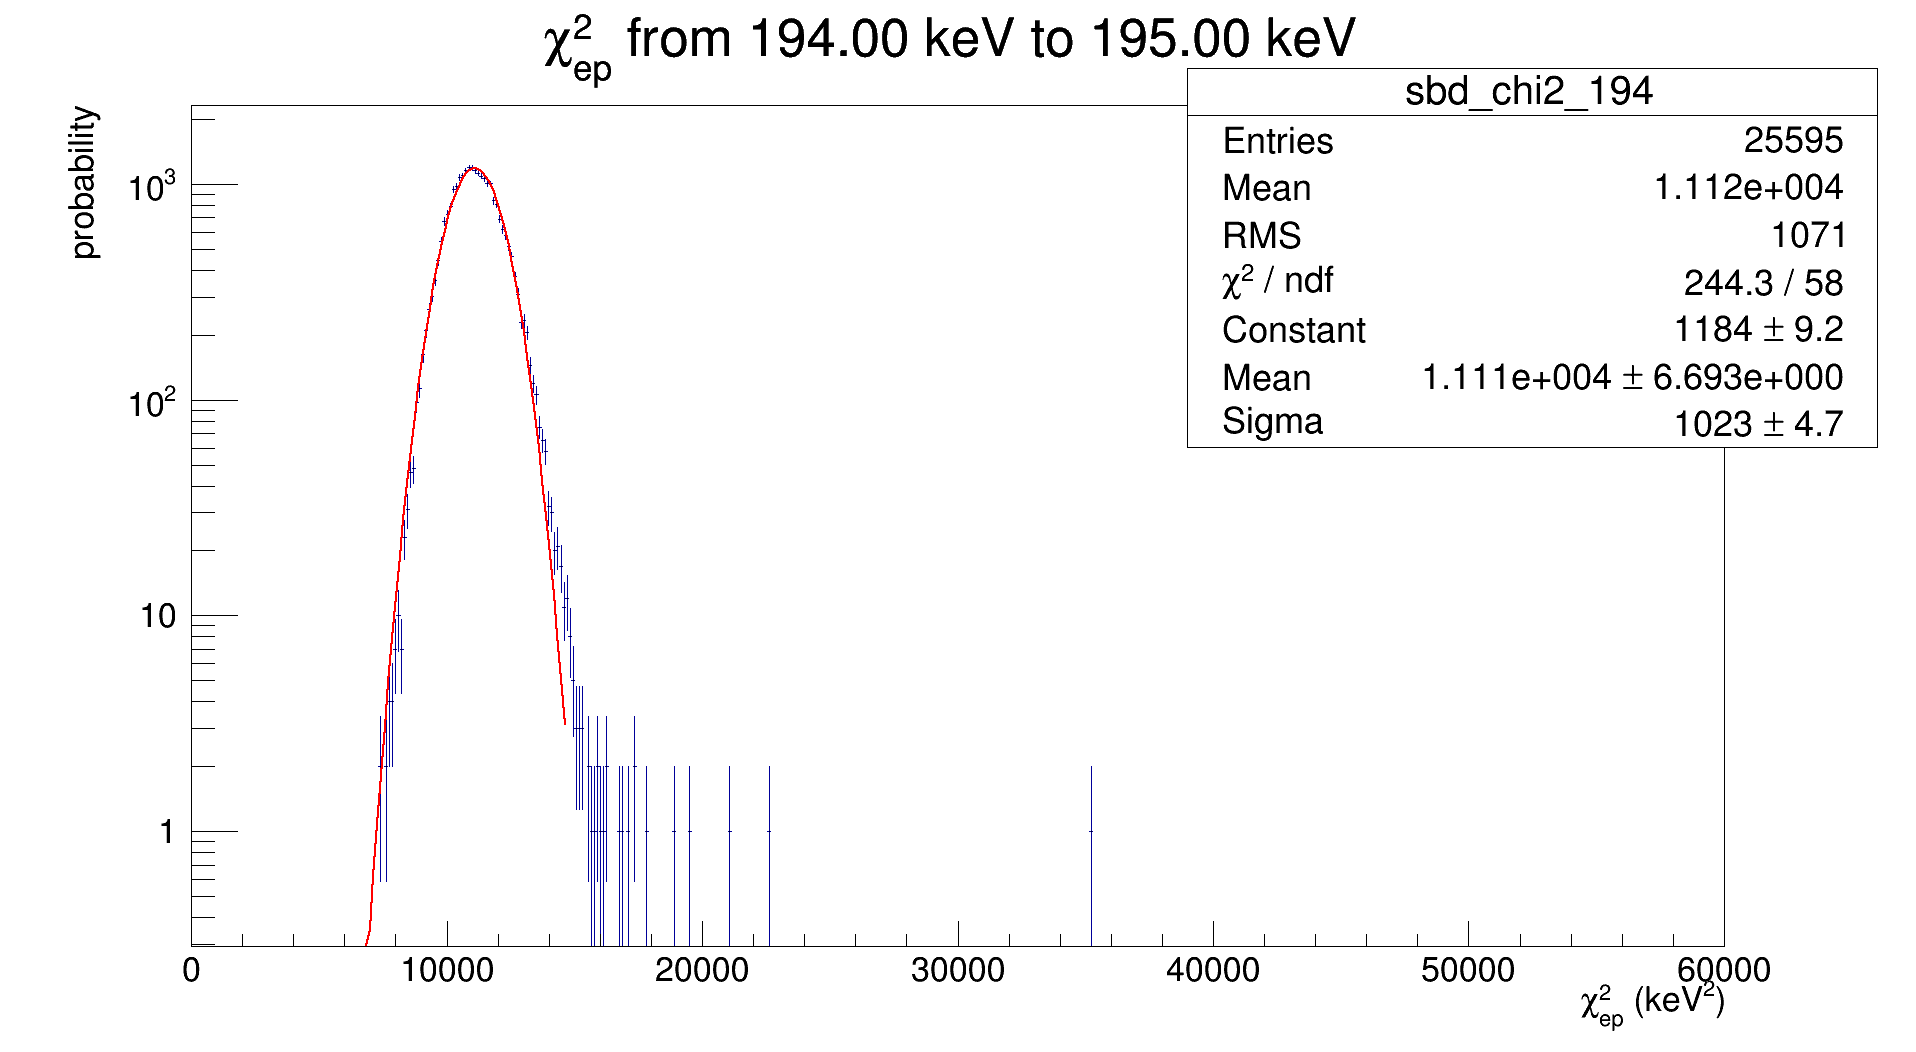 χ²ep from 194.00 keV to 195.00 keV
sbd_chi2_194
Entries 25595
Mean 1.112e+004
RMS 1071
χ² / ndf 244.3 / 58
Constant 1184 ± 9.2
Mean 1.111e+004 ± 6.693e+000
Sigma 1023 ± 4.7
probability
10³
10²
10
1
0 10000 20000 30000 40000 50000 60000
χ²ep (keV²)